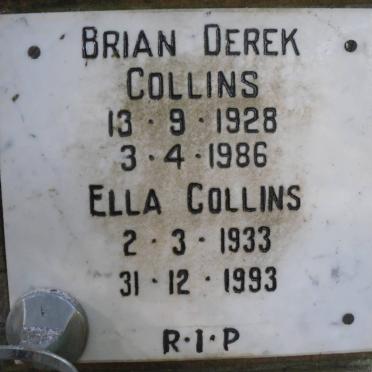 BRIAN DEREK
COLLINS
13 · 9 · 1928
3 · 4 · 1986
ELLA COLLINS
2 · 3 · 1933
31 · 12 · 1993
R · I · P